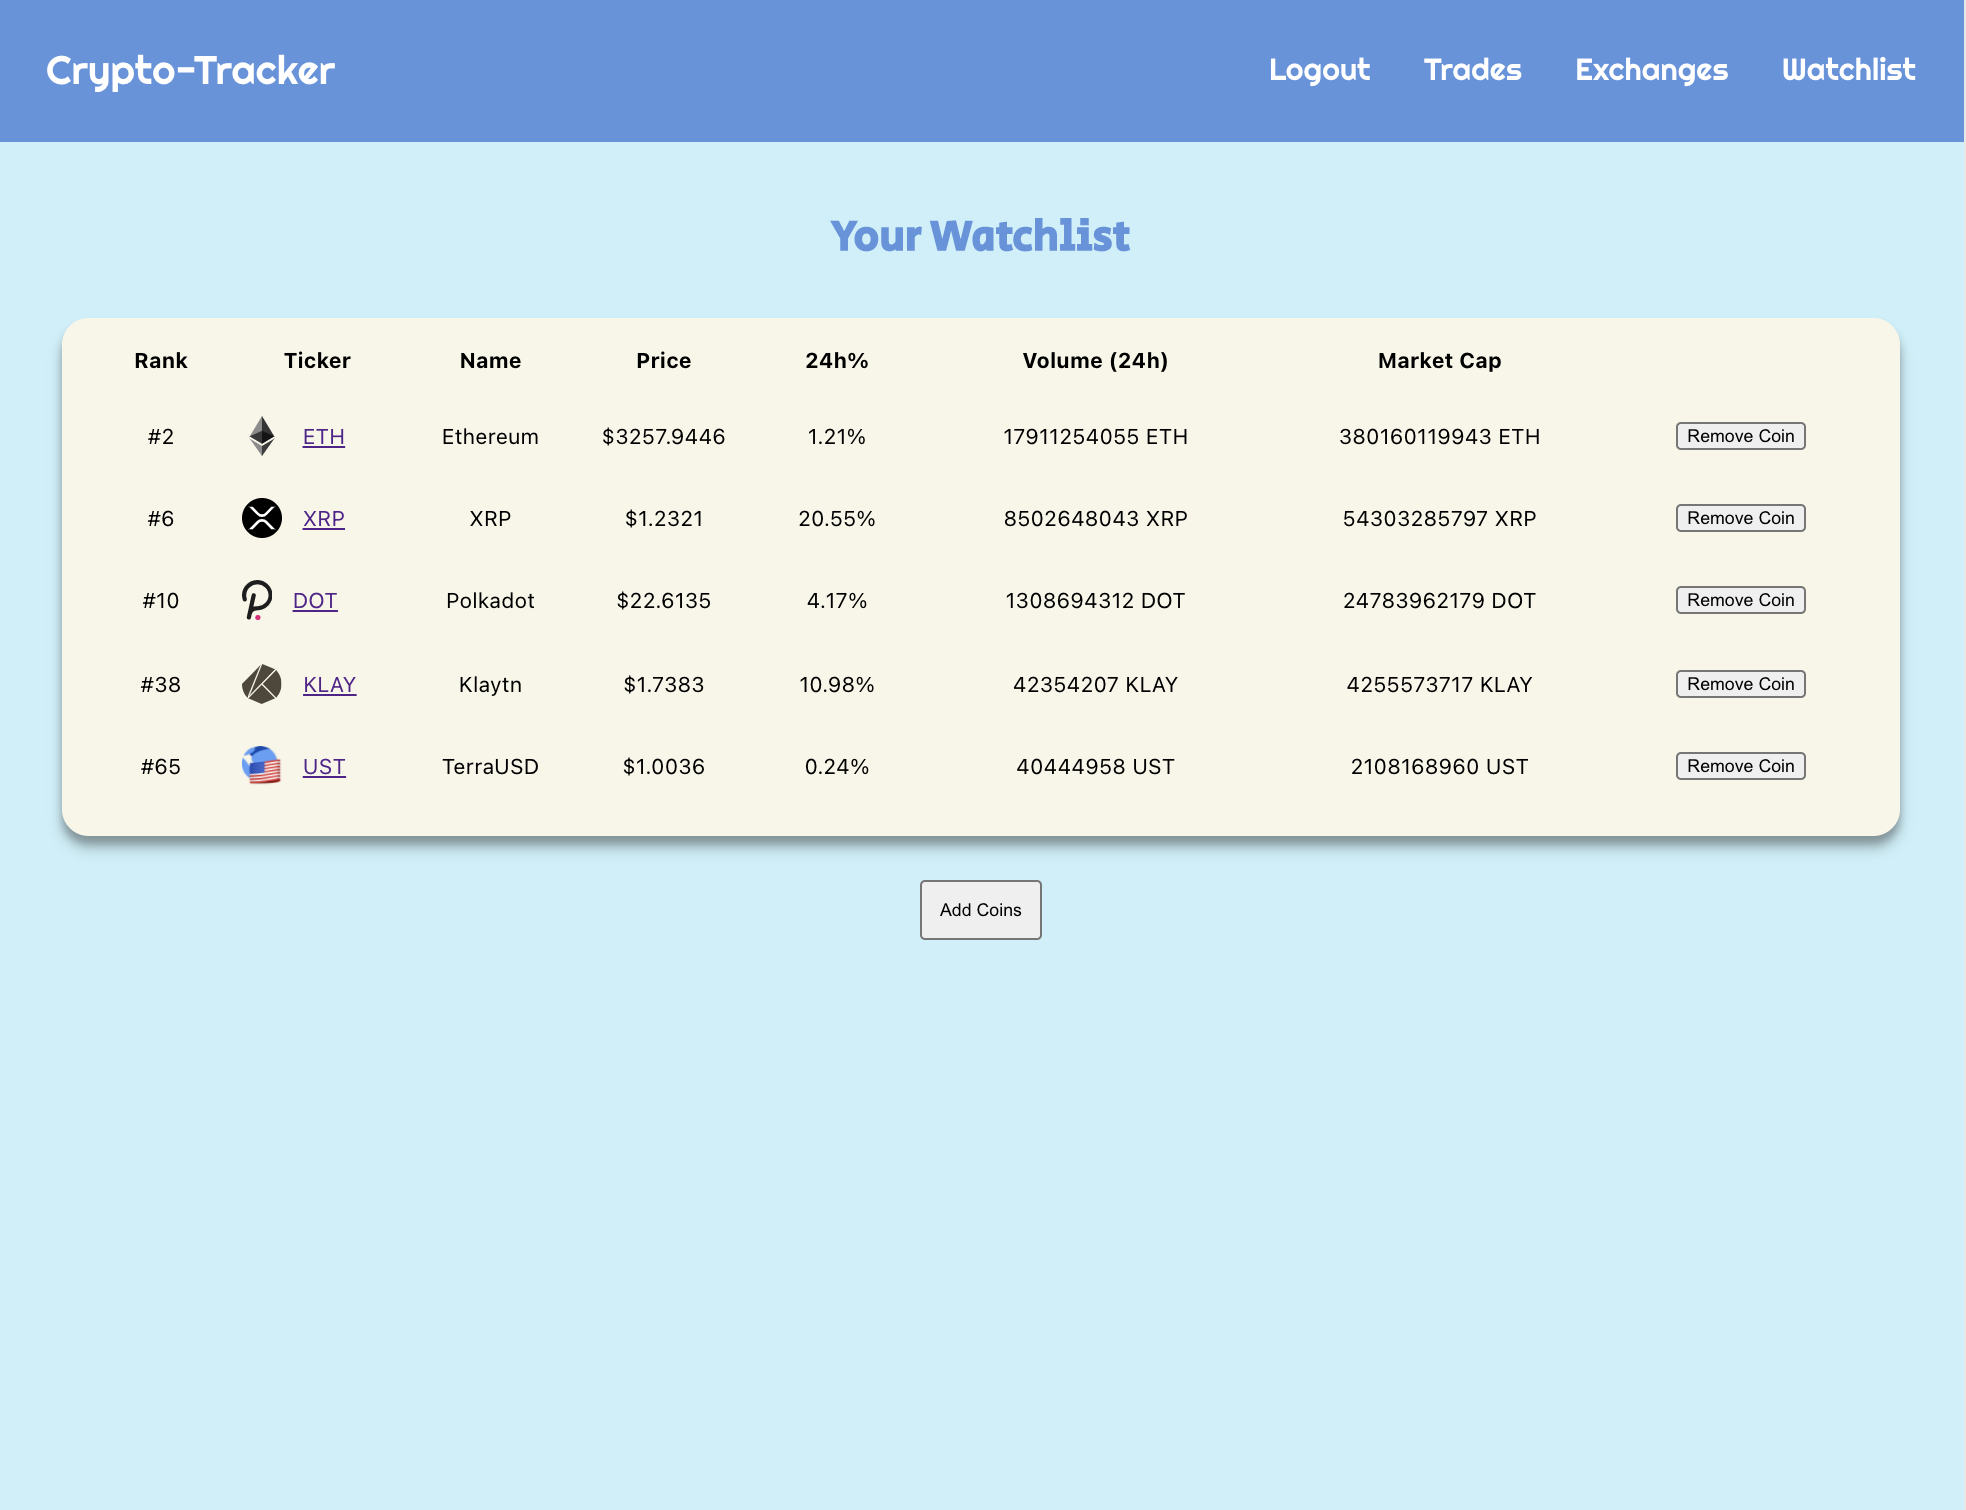 Crypto-Tracker Logout Trades Exchanges Watchlist
Your Watchlist
Rank Ticker Name Price 24h% Volume (24h) Market Cap
#2 ETH Ethereum $3257.9446 1.21% 17911254055 ETH 380160119943 ETH Remove Coin
#6 XRP XRP $1.2321 20.55% 8502648043 XRP 54303285797 XRP Remove Coin
#10 DOT Polkadot $22.6135 4.17% 1308694312 DOT 24783962179 DOT Remove Coin
#38 KLAY Klaytn $1.7383 10.98% 42354207 KLAY 4255573717 KLAY Remove Coin
#65 UST TerraUSD $1.0036 0.24% 40444958 UST 2108168960 UST Remove Coin
Add Coins